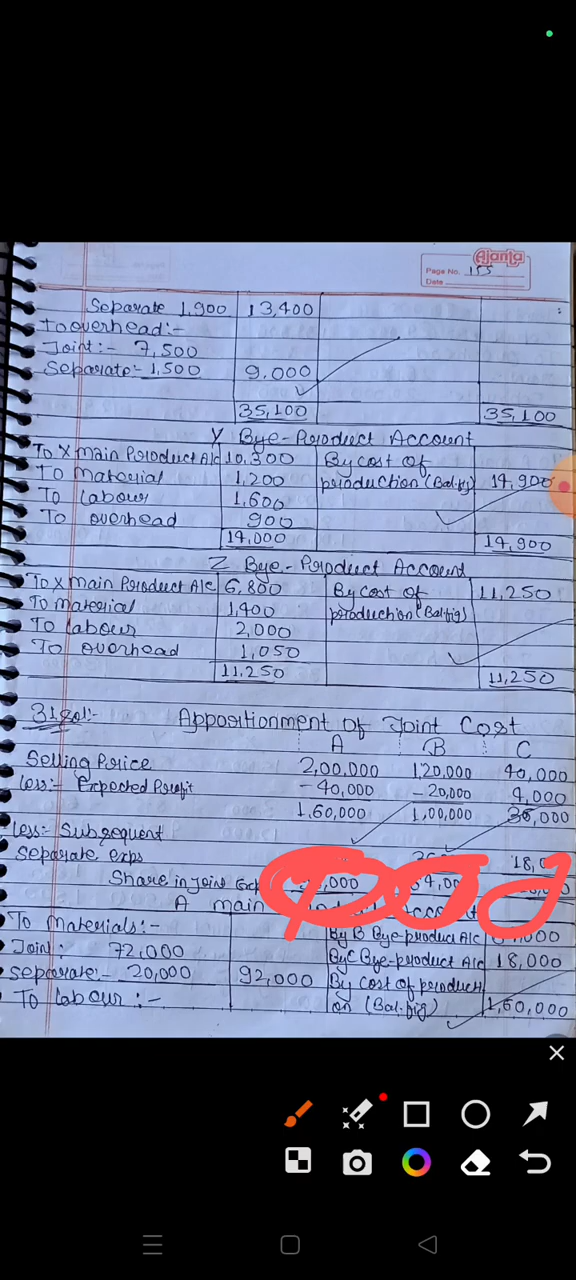 Ajanta
Page No. 155
Date
Separate 1,900 13,400
To overhead:-
Joint:- 7,500
Separate:- 1,500 9,000
35,100 35,100
Y Bye-Product Account
To X main Product A/c 10,300 By cost of
To material 1,200 production (Bal.fig) 14,900
To labour 1,600
To overhead 900
14,000 14,900
Z Bye-Product Account
To X main Product A/c 6,800 By cost of 11,250
To material 1,400 production (Bal.fig)
To labour 2,000
To overhead 1,050
11,250 11,250
31 Sol:- Apportionment of Joint Cost
A B C
Selling Price 2,00,000 1,20,000 40,000
less:- Expected Profit -40,000 -20,000 4,000
1,60,000 1,00,000 36,000
Less:- Subsequent
Separate exps 18,0
Share in Joint Exp ,000 ,000
A main Account
To Materials:- By B Bye-product A/c ,000
Joint: 72,000 By C Bye-product A/c 18,000
Separate:- 20,000 92,000 By Cost of product
To labour:- on (Bal.fig) 1,60,000